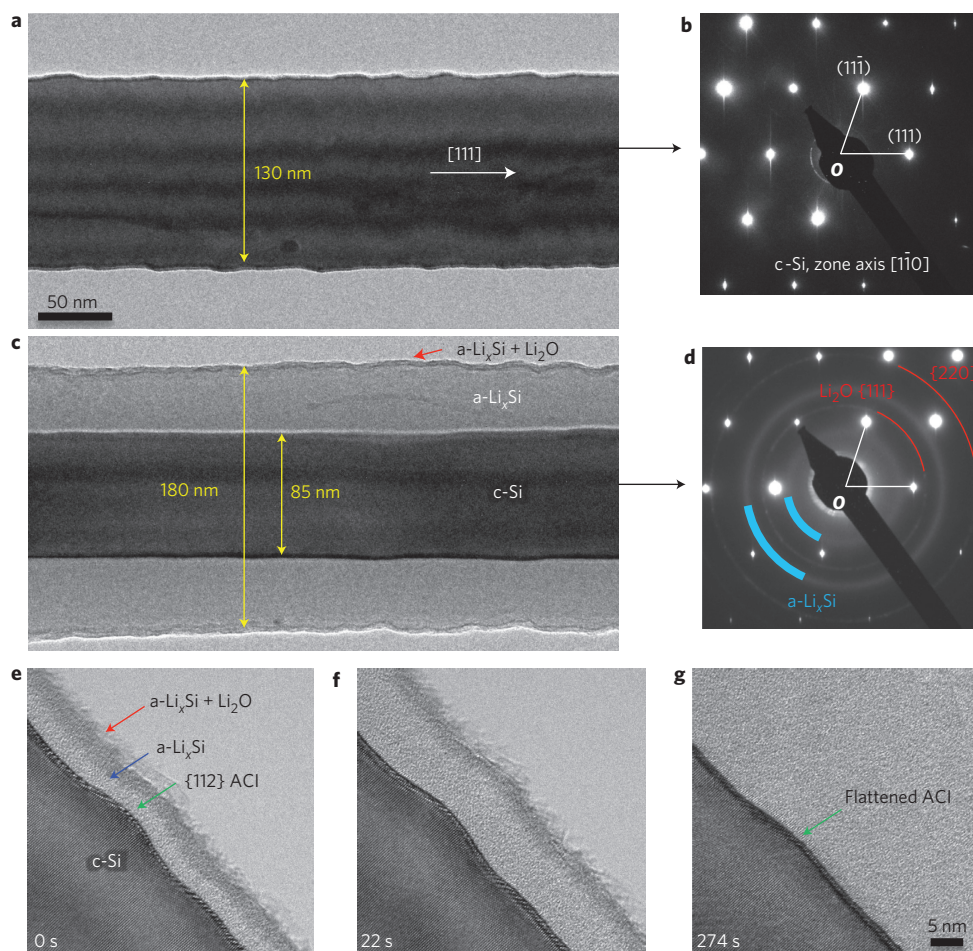 a
130 nm
[111]
50 nm
b
(111̄)
(111)
O
c-Si, zone axis [11̄0]
c
a-LiₓSi + Li₂O
a-LiₓSi
180 nm
85 nm
c-Si
d
{220}
Li₂O {111}
O
a-LiₓSi
e
a-LiₓSi + Li₂O
a-LiₓSi
{112} ACI
c-Si
0 s
f
22 s
g
Flattened ACI
274 s
5 nm